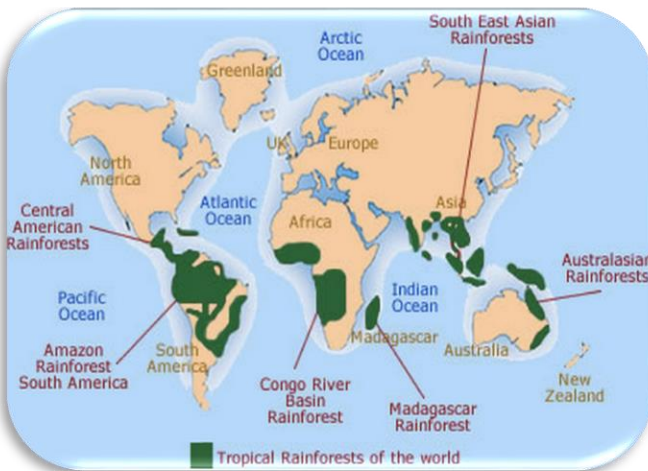 South East Asian
Rainforests
Arctic
Ocean
Greenland
UK
Europe
North
America
Asia
Atlantic
Ocean
Africa
Central
American
Rainforests
Australasian
Rainforests
Indian
Ocean
Pacific
Ocean
Madagascar
Australia
Amazon
Rainforest
South America
South
America
Congo River
Basin
Rainforest
Madagascar
Rainforest
New
Zealand
Tropical Rainforests of the world